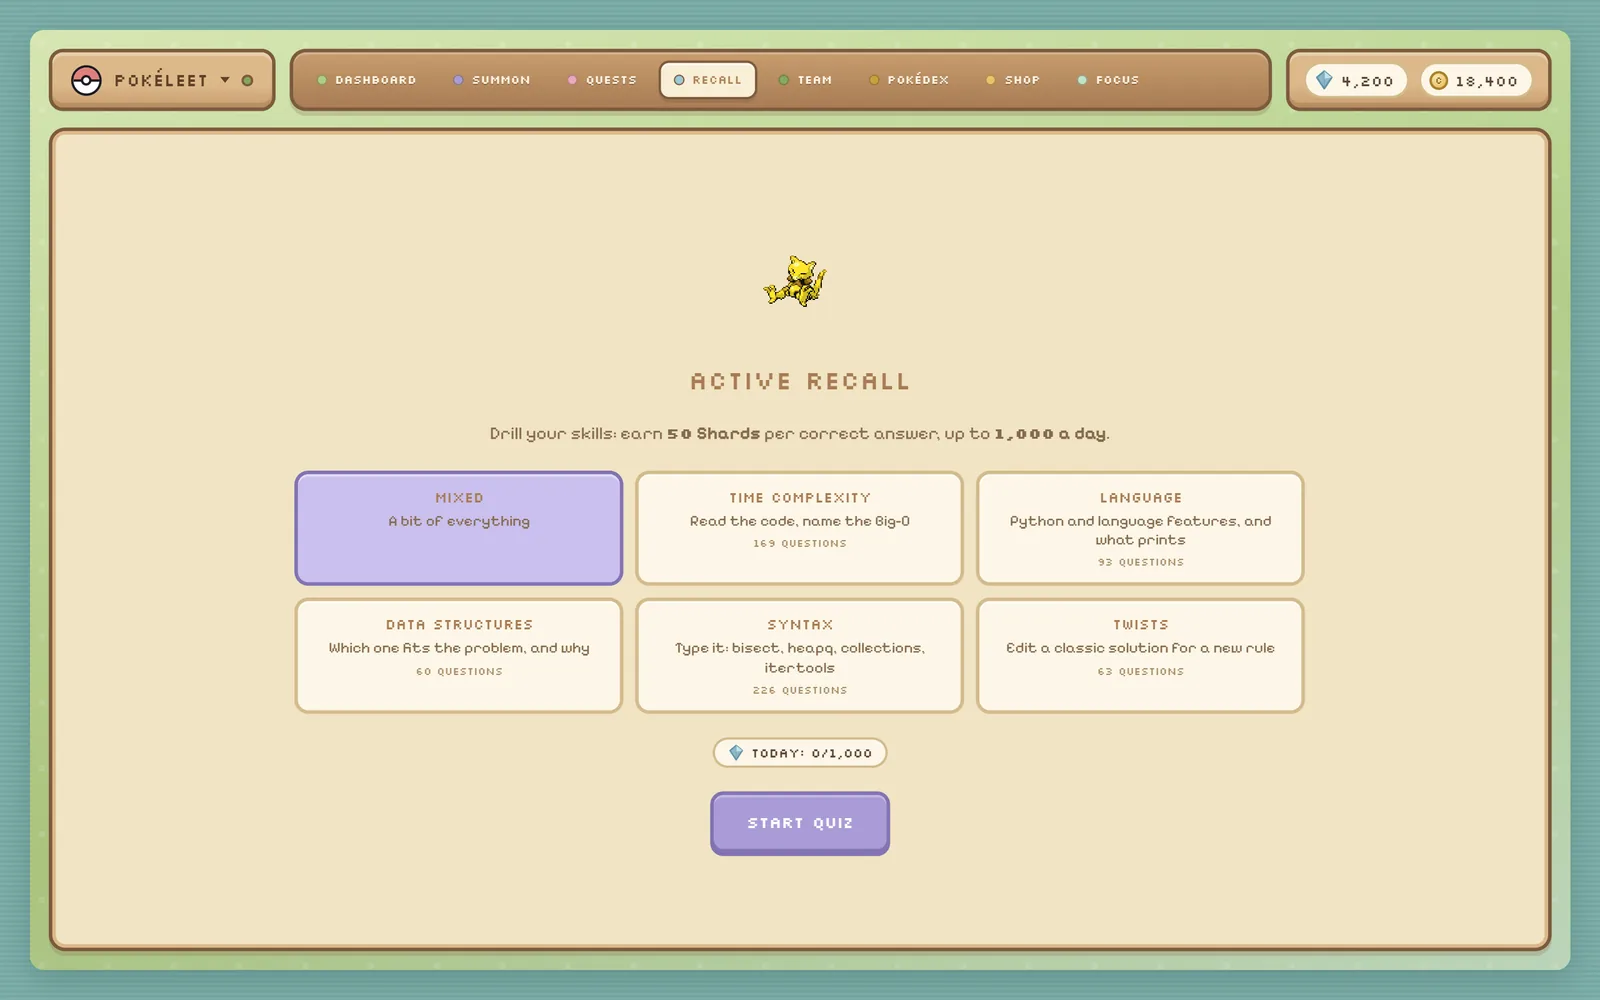 POKÉLEET
DASHBOARD
SUMMON
QUESTS
RECALL
TEAM
POKÉDEX
SHOP
FOCUS
4,200
C
18,400
ACTIVE RECALL
Drill your skills: earn 50 Shards per correct answer, up to 1,000 a day.
MIXED
A bit of everything
TIME COMPLEXITY
Read the code, name the Big-O
169 QUESTIONS
LANGUAGE
Python and language features, and
what prints
93 QUESTIONS
DATA STRUCTURES
Which one fits the problem, and why
60 QUESTIONS
SYNTAX
Type it: bisect, heapq, collections,
itertools
226 QUESTIONS
TWISTS
Edit a classic solution for a new rule
63 QUESTIONS
TODAY: 0/1,000
START QUIZ